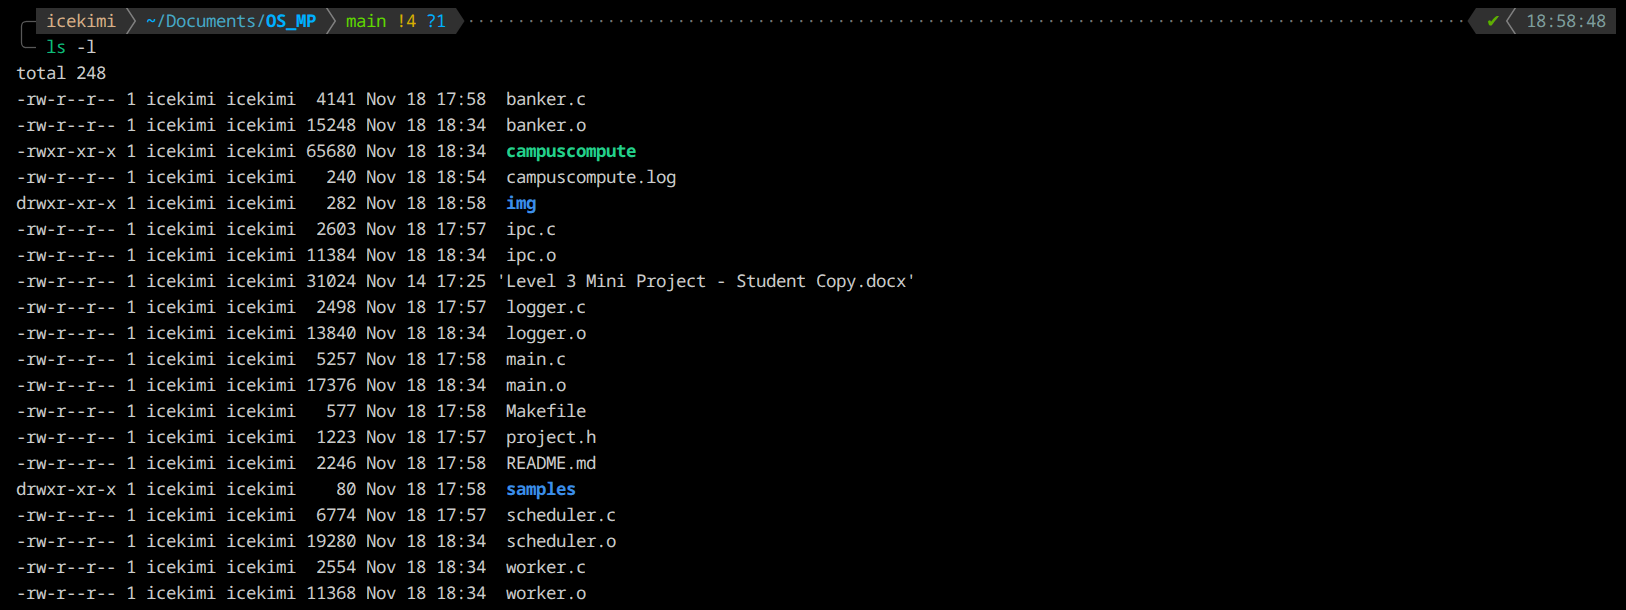 icekimi ~/Documents/OS_MP main !4 ?1 ✔ 18:58:48
ls -l
total 248
-rw-r--r-- 1 icekimi icekimi  4141 Nov 18 17:58  banker.c
-rw-r--r-- 1 icekimi icekimi 15248 Nov 18 18:34  banker.o
-rwxr-xr-x 1 icekimi icekimi 65680 Nov 18 18:34  campuscompute
-rw-r--r-- 1 icekimi icekimi   240 Nov 18 18:54  campuscompute.log
drwxr-xr-x 1 icekimi icekimi   282 Nov 18 18:58  img
-rw-r--r-- 1 icekimi icekimi  2603 Nov 18 17:57  ipc.c
-rw-r--r-- 1 icekimi icekimi 11384 Nov 18 18:34  ipc.o
-rw-r--r-- 1 icekimi icekimi 31024 Nov 14 17:25 'Level 3 Mini Project - Student Copy.docx'
-rw-r--r-- 1 icekimi icekimi  2498 Nov 18 17:57  logger.c
-rw-r--r-- 1 icekimi icekimi 13840 Nov 18 18:34  logger.o
-rw-r--r-- 1 icekimi icekimi  5257 Nov 18 17:58  main.c
-rw-r--r-- 1 icekimi icekimi 17376 Nov 18 18:34  main.o
-rw-r--r-- 1 icekimi icekimi   577 Nov 18 17:58  Makefile
-rw-r--r-- 1 icekimi icekimi  1223 Nov 18 17:57  project.h
-rw-r--r-- 1 icekimi icekimi  2246 Nov 18 17:58  README.md
drwxr-xr-x 1 icekimi icekimi    80 Nov 18 17:58  samples
-rw-r--r-- 1 icekimi icekimi  6774 Nov 18 17:57  scheduler.c
-rw-r--r-- 1 icekimi icekimi 19280 Nov 18 18:34  scheduler.o
-rw-r--r-- 1 icekimi icekimi  2554 Nov 18 18:34  worker.c
-rw-r--r-- 1 icekimi icekimi 11368 Nov 18 18:34  worker.o